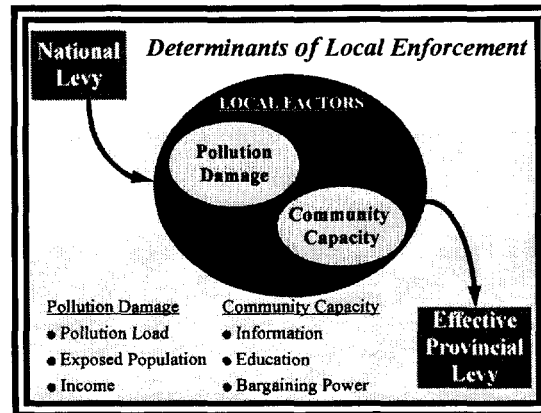 National
Levy
Determinants of Local Enforcement
LOCAL FACTORS
Pollution
Damage
Community
Capacity
Pollution Damage
● Pollution Load
● Exposed Population
● Income
Community Capacity
● Information
● Education
● Bargaining Power
Effective
Provincial
Levy